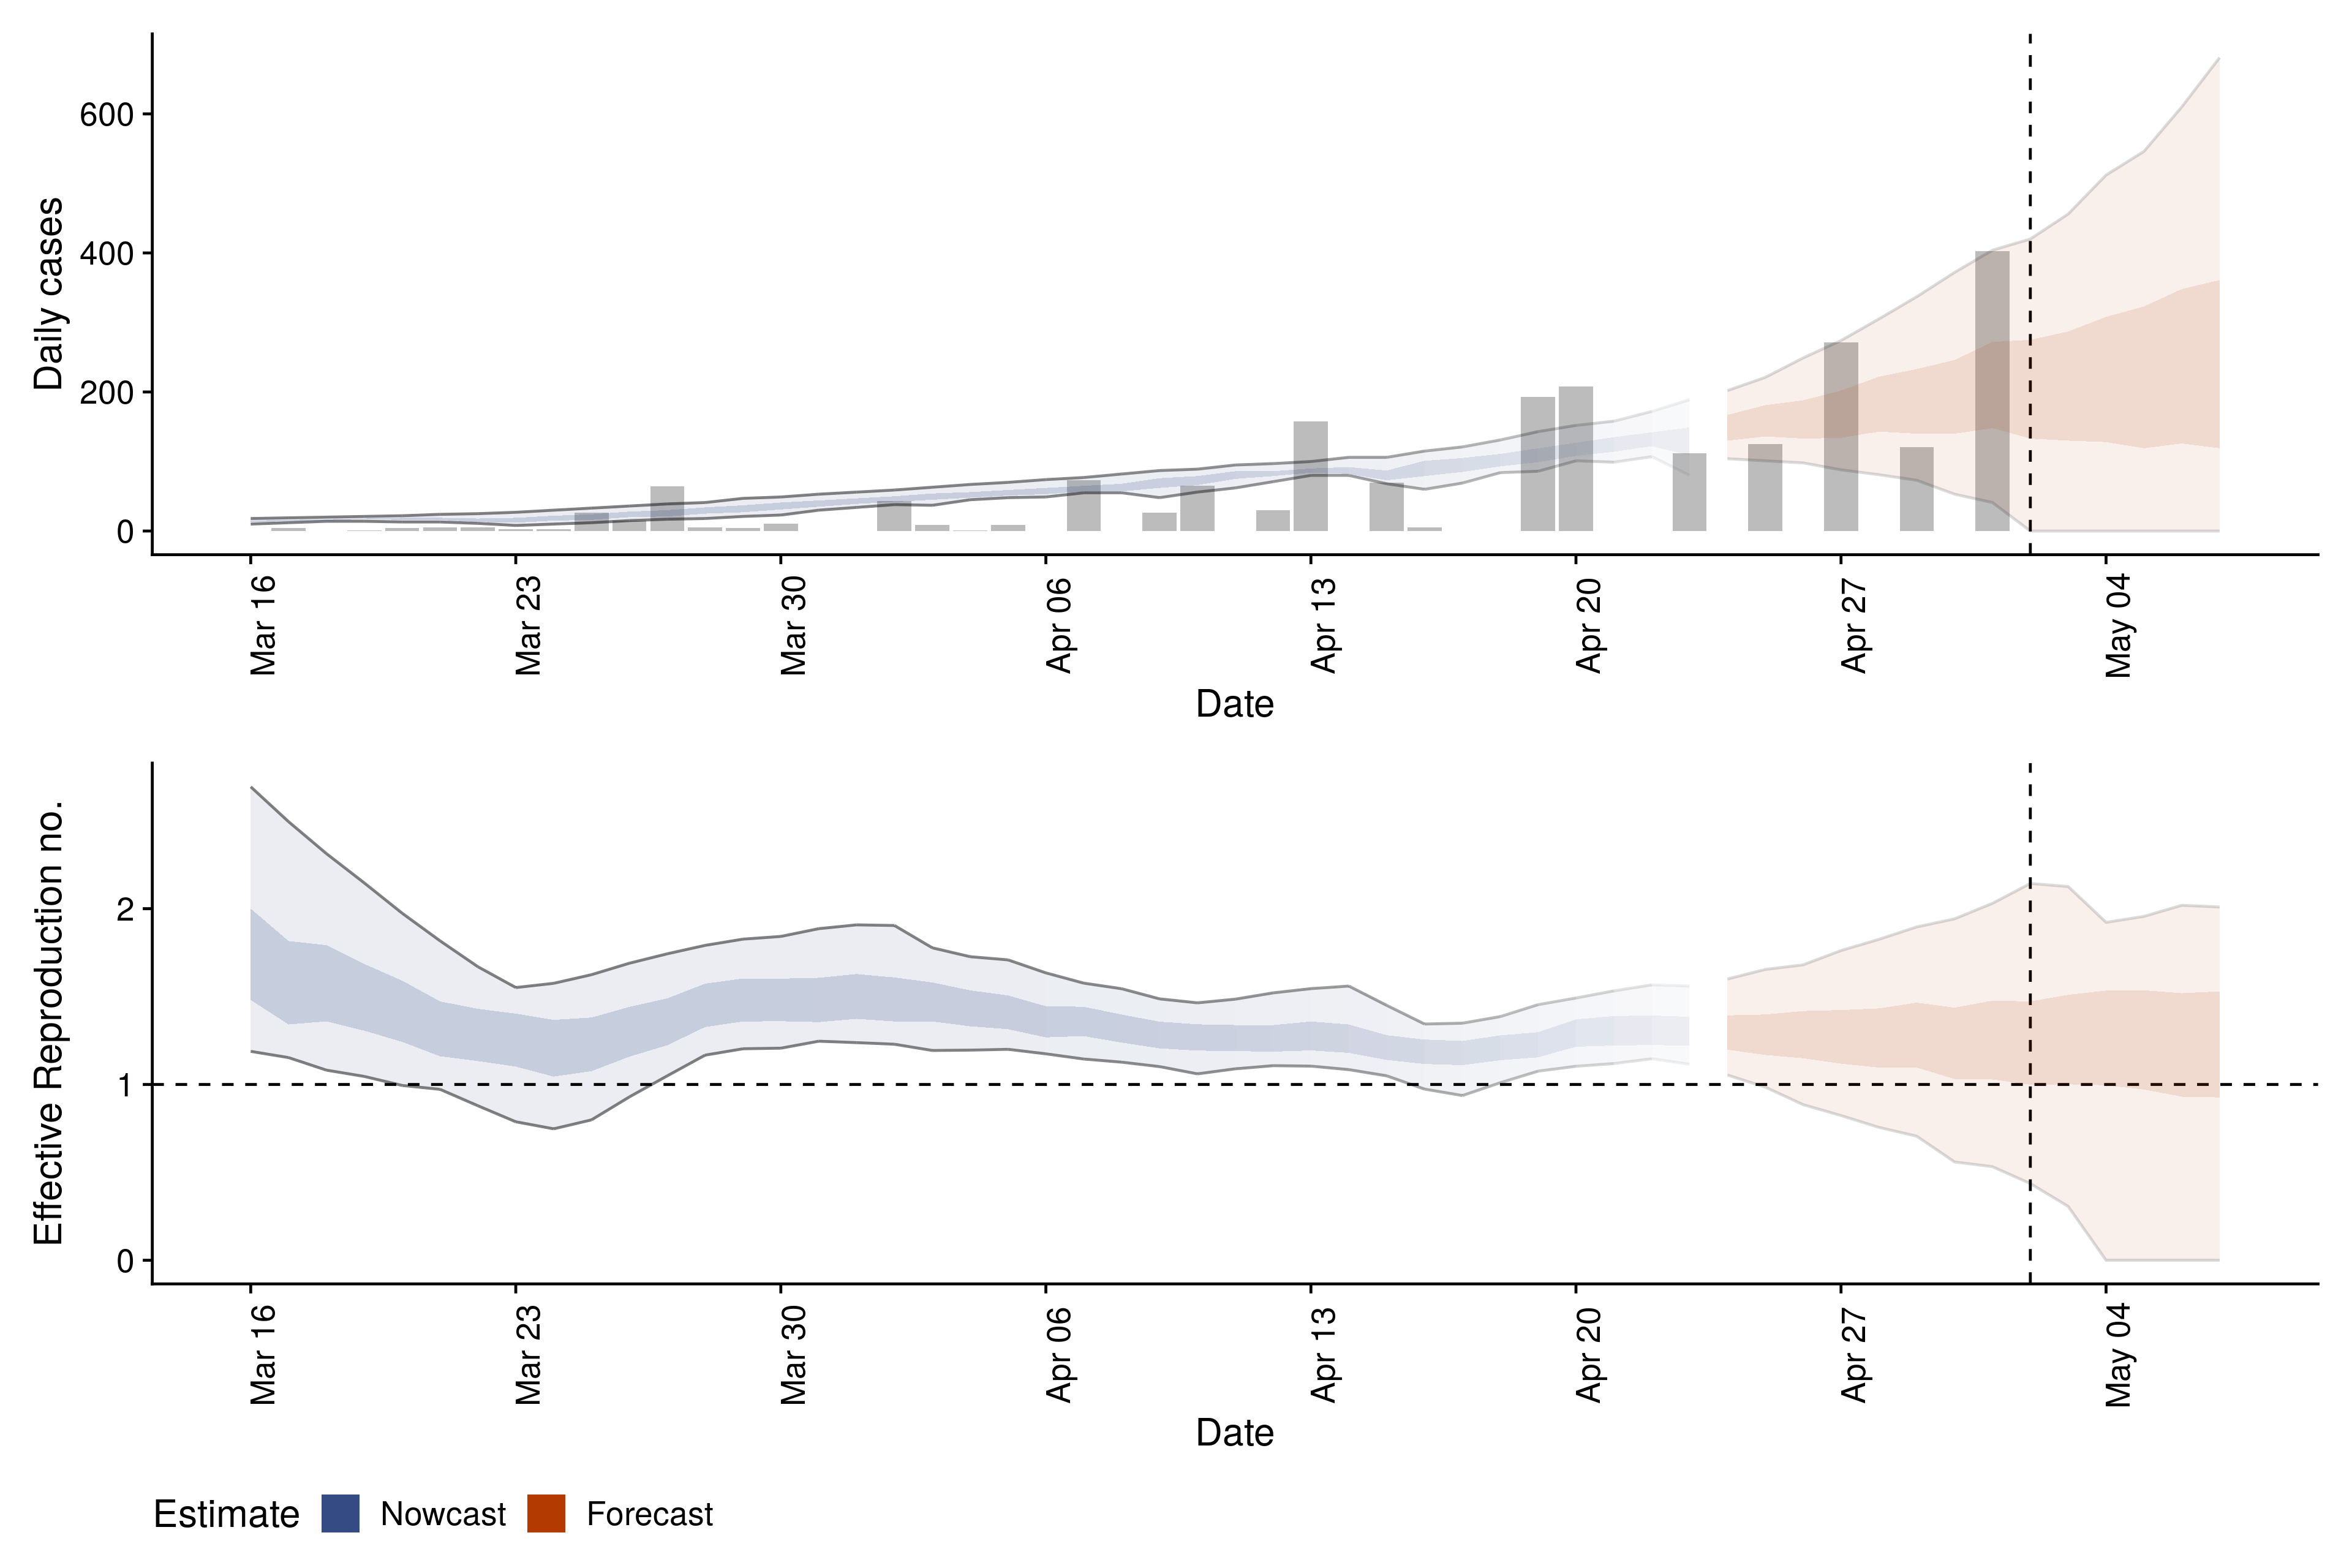 Daily cases
600
400
200
0
Mar 16
Mar 23
Mar 30
Apr 06
Apr 13
Apr 20
Apr 27
May 04
Date
Effective Reproduction no.
2
1
0
Mar 16
Mar 23
Mar 30
Apr 06
Apr 13
Apr 20
Apr 27
May 04
Date
Estimate Nowcast Forecast